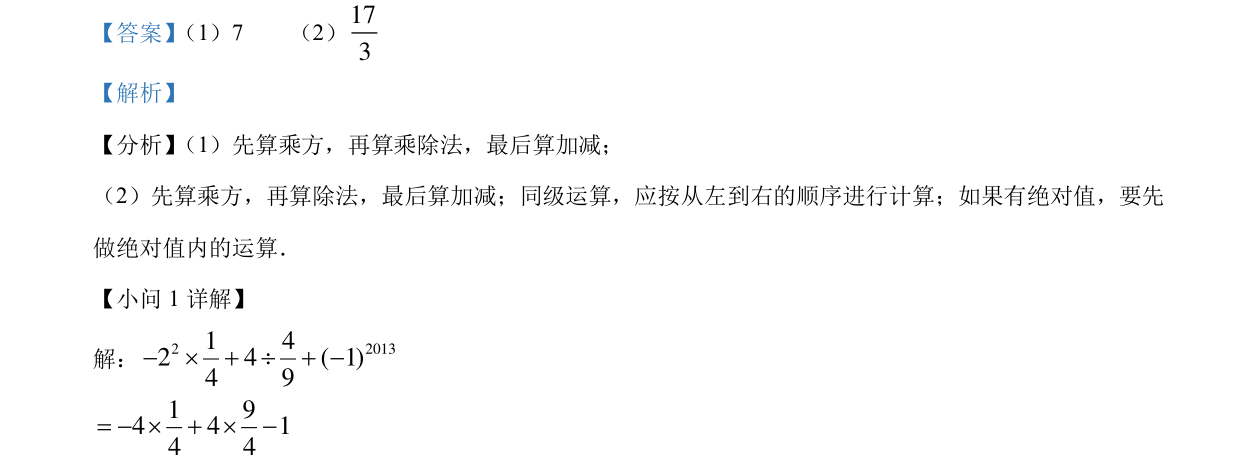 【答案】（1）7 （2）17/3
【解析】
【分析】（1）先算乘方，再算乘除法，最后算加减；
（2）先算乘方，再算除法，最后算加减；同级运算，应按从左到右的顺序进行计算；如果有绝对值，要先
做绝对值内的运算．
【小问 1 详解】
解：−2²×1/4+4÷4/9+(−1)²⁰¹³
=−4×1/4+4×9/4−1